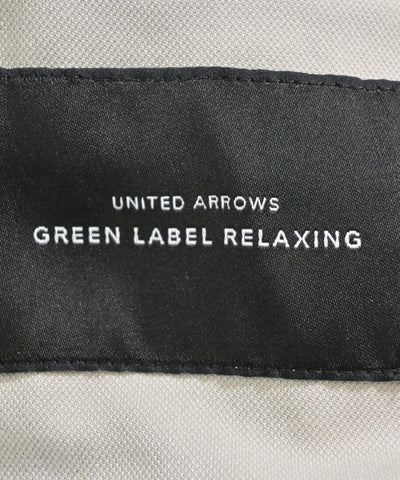 UNITED ARROWS
GREEN LABEL RELAXING